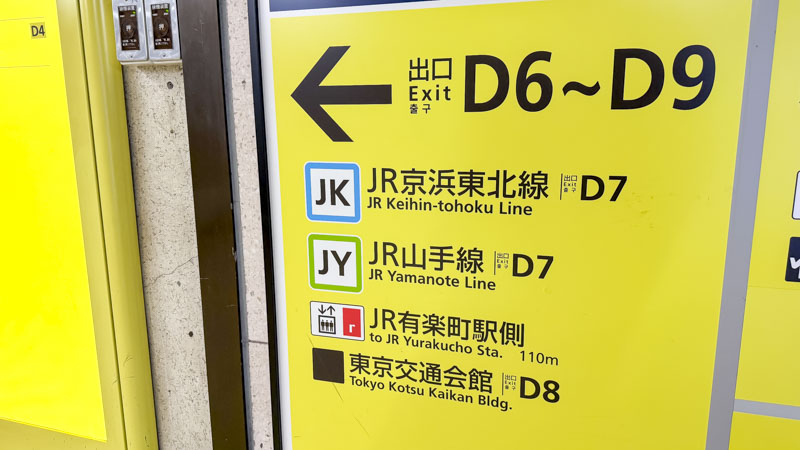 D4
← 出口 Exit 출구 D6~D9
JK JR京浜東北線 出口 Exit 출구 D7
JR Keihin-tohoku Line
JY JR山手線 出口 Exit 출구 D7
JR Yamanote Line
r JR有楽町駅側
to JR Yurakucho Sta. 110m
東京交通会館 出口 Exit 출구 D8
Tokyo Kotsu Kaikan Bldg.